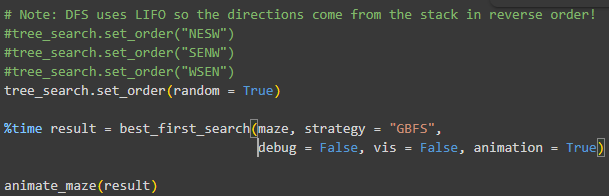 # Note: DFS uses LIFO so the directions come from the stack in reverse order!
#tree_search.set_order("NESW")
#tree_search.set_order("SENW")
#tree_search.set_order("WSEN")
tree_search.set_order(random = True)
%time result = best_first_search(maze, strategy = "GBFS",
debug = False, vis = False, animation = True)
animate_maze(result)